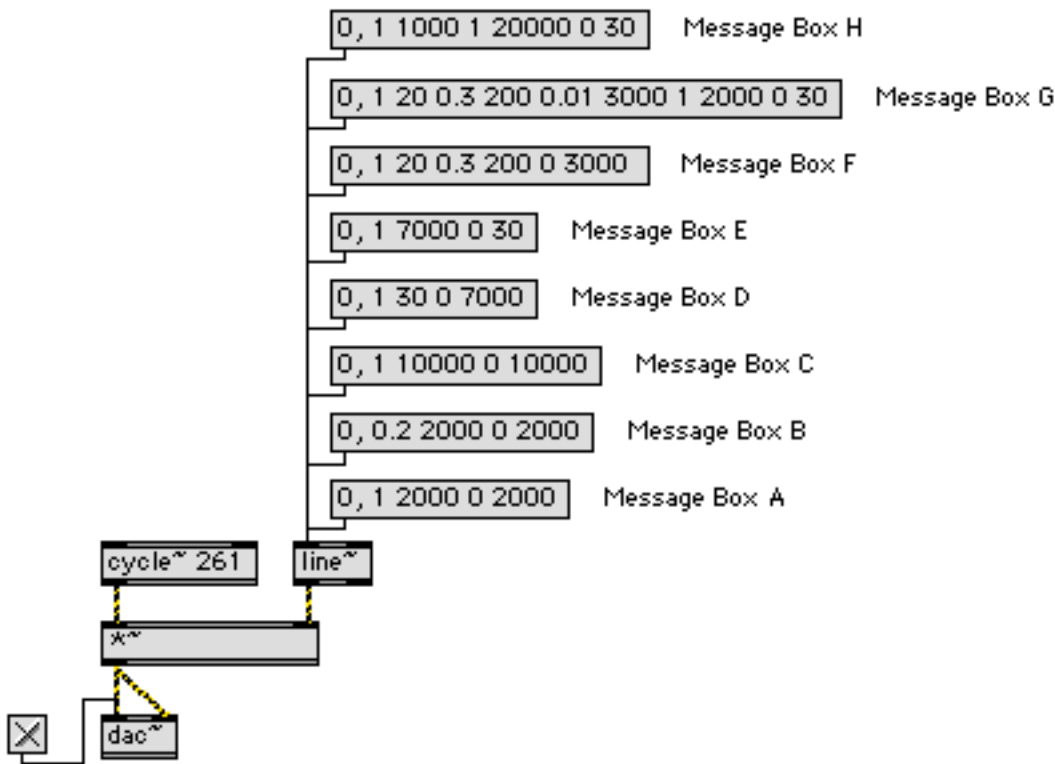 0, 1 1000 1 20000 0 30 Message Box H
0, 1 20 0.3 200 0.01 3000 1 2000 0 30 Message Box G
0, 1 20 0.3 200 0 3000 Message Box F
0, 1 7000 0 30 Message Box E
0, 1 30 0 7000 Message Box D
0, 1 10000 0 10000 Message Box C
0, 0.2 2000 0 2000 Message Box B
0, 1 2000 0 2000 Message Box A
cycle~ 261 line~
*~
dac~